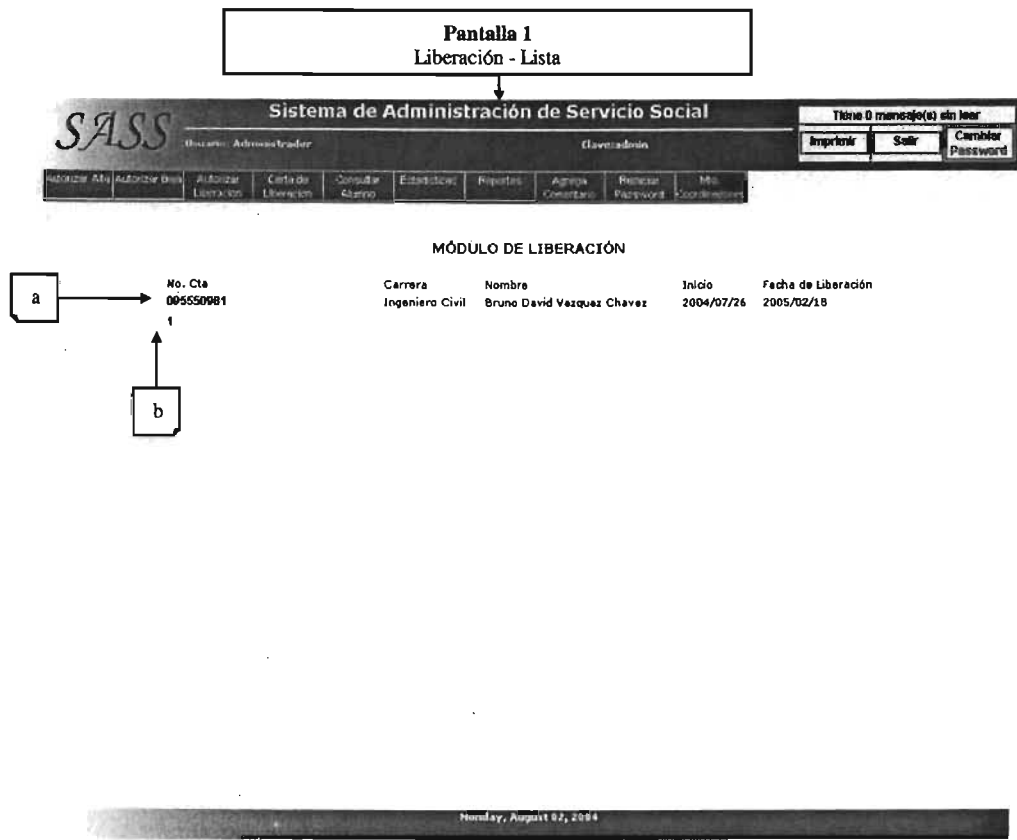 Pantalla 1
Liberación - Lista
SASS
Sistema de Administración de Servicio Social
Usuario: Administrador
Clave:admin
Tiene 0 mensaje(s) sin leer
Imprimir
Salir
Cambiar
Password
Autorizar Alta
Autorizar Baja
Autorizar
Liberación
Carta de
Liberación
Consultar
Alumno
Estadísticas
Reportes
Agrega
Comentario
Reiniciar
Password
Coordinadores
MÓDULO DE LIBERACIÓN
No. Cta Carrera Nombre Inicio Fecha de Liberación
a
095550981 Ingeniero Civil Bruno David Vazquez Chavez 2004/07/26 2005/02/18
1
b
Monday, August 02, 2004